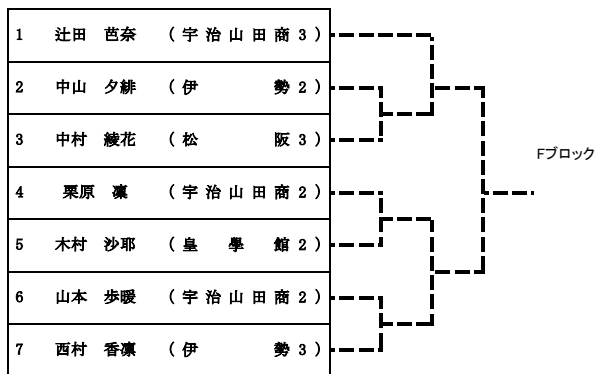 1 辻田 芭奈 (宇治山田商3)
2 中山 夕緋 (伊勢2)
3 中村 綾花 (松阪3)
Fブロック
4 栗原 凜 (宇治山田商2)
5 木村 沙耶 (皇學館2)
6 山本 歩暖 (宇治山田商2)
7 西村 香凛 (伊勢3)